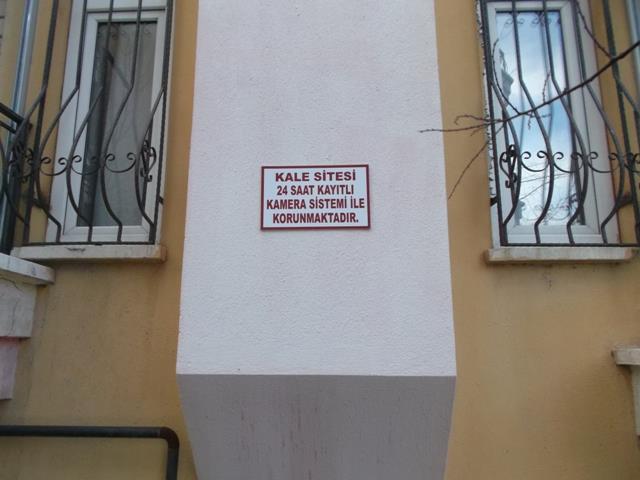 KALE SİTESİ
24 SAAT KAYITLI
KAMERA SİSTEMİ İLE
KORUNMAKTADIR.